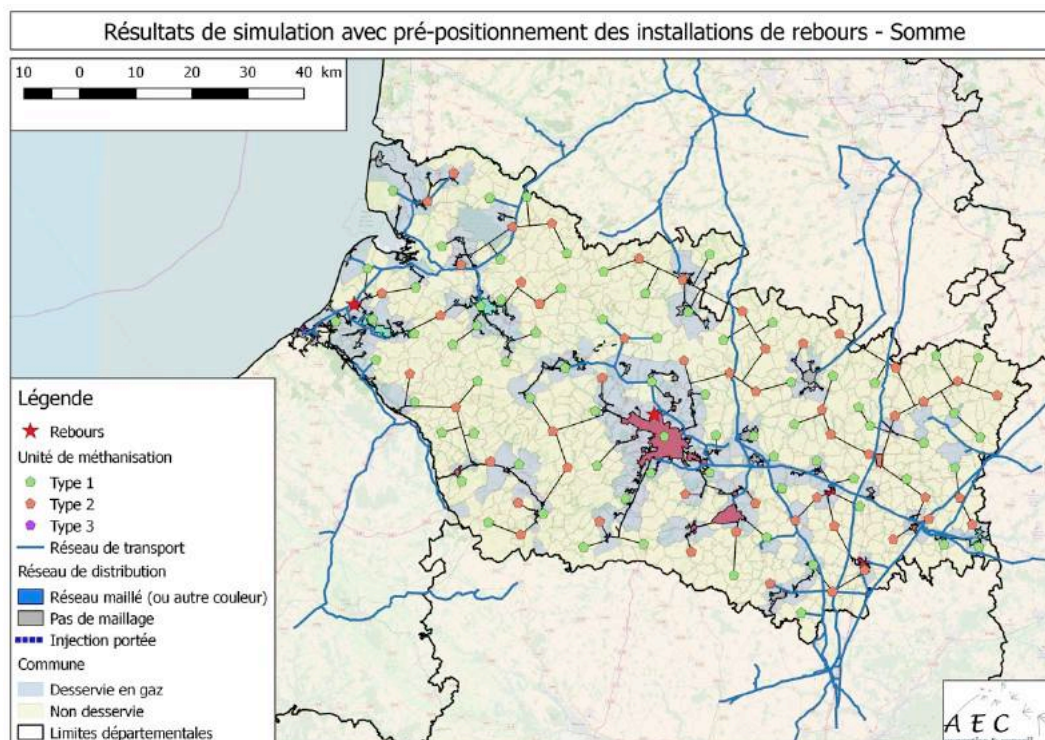 Résultats de simulation avec pré-positionnement des installations de rebours - Somme
10 0 10 20 30 40 km
Légende
Rebours
Unité de méthanisation
Type 1
Type 2
Type 3
Réseau de transport
Réseau de distribution
Réseau maillé (ou autre couleur)
Pas de maillage
Injection portée
Commune
Desservie en gaz
Non desservie
Limites départementales
A E C